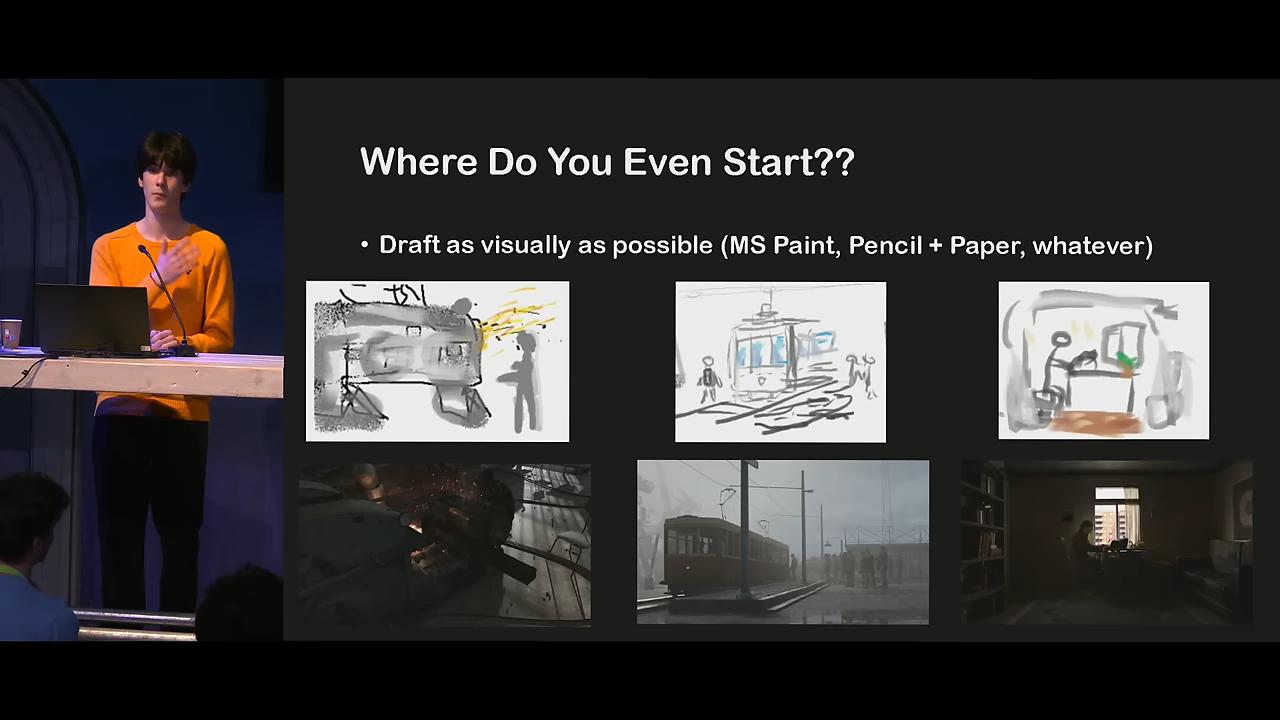 Where Do You Even Start??
• Draft as visually as possible (MS Paint, Pencil + Paper, whatever)